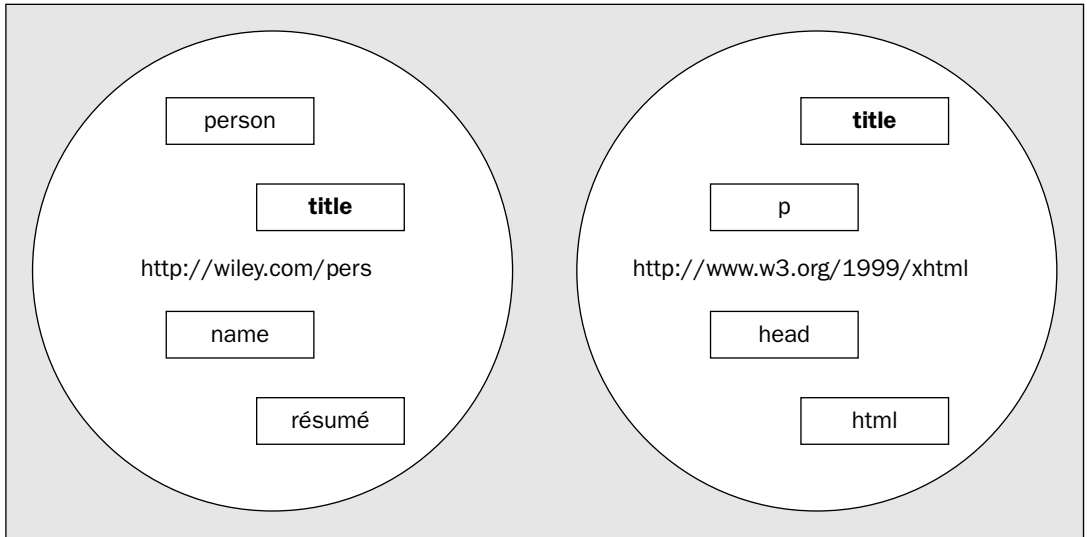 person
title
http://wiley.com/pers
name
résumé
title
p
http://www.w3.org/1999/xhtml
head
html